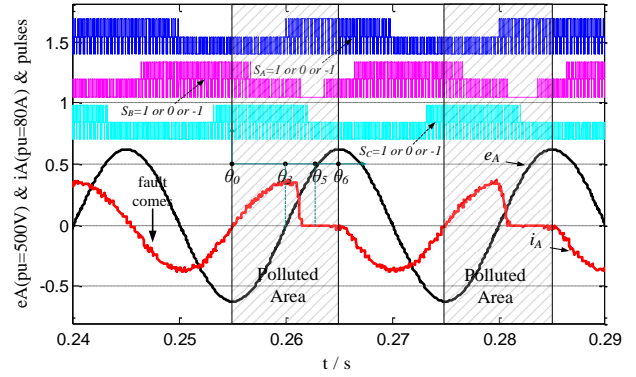 eA(pu=500V) & iA(pu=80A) & pulses
1.5
1
0.5
0
-0.5
S_A=1 or 0 or -1
S_B=1 or 0 or -1
S_C=1 or 0 or -1
e_A
θ_0 θ_3 θ_5 θ_6
fault
comes
i_A
Polluted
Area
Polluted
Area
0.24 0.25 0.26 0.27 0.28 0.29
t / s